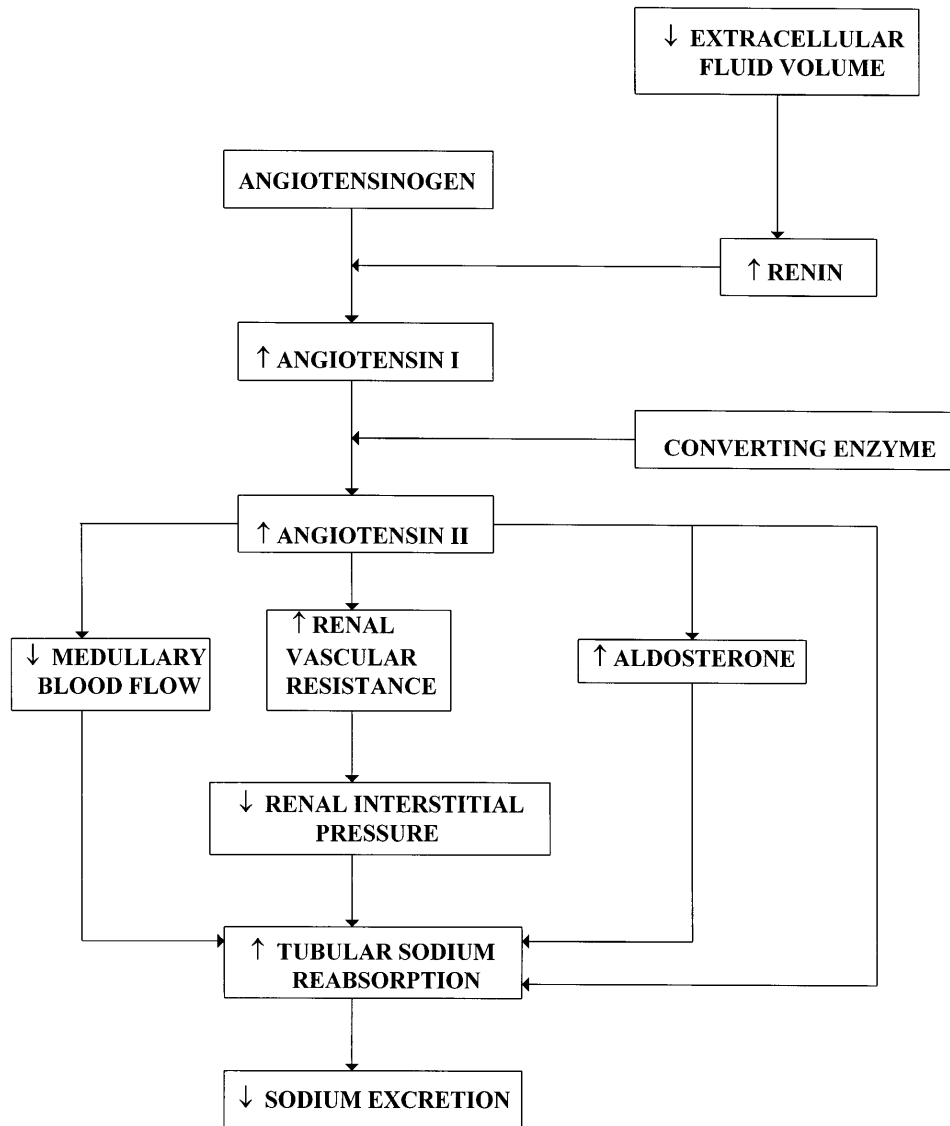 ↓ EXTRACELLULAR
FLUID VOLUME
ANGIOTENSINOGEN
↑ RENIN
↑ ANGIOTENSIN I
CONVERTING ENZYME
↑ ANGIOTENSIN II
↓ MEDULLARY
BLOOD FLOW
↑ RENAL
VASCULAR
RESISTANCE
↑ ALDOSTERONE
↓ RENAL INTERSTITIAL
PRESSURE
↑ TUBULAR SODIUM
REABSORPTION
↓ SODIUM EXCRETION